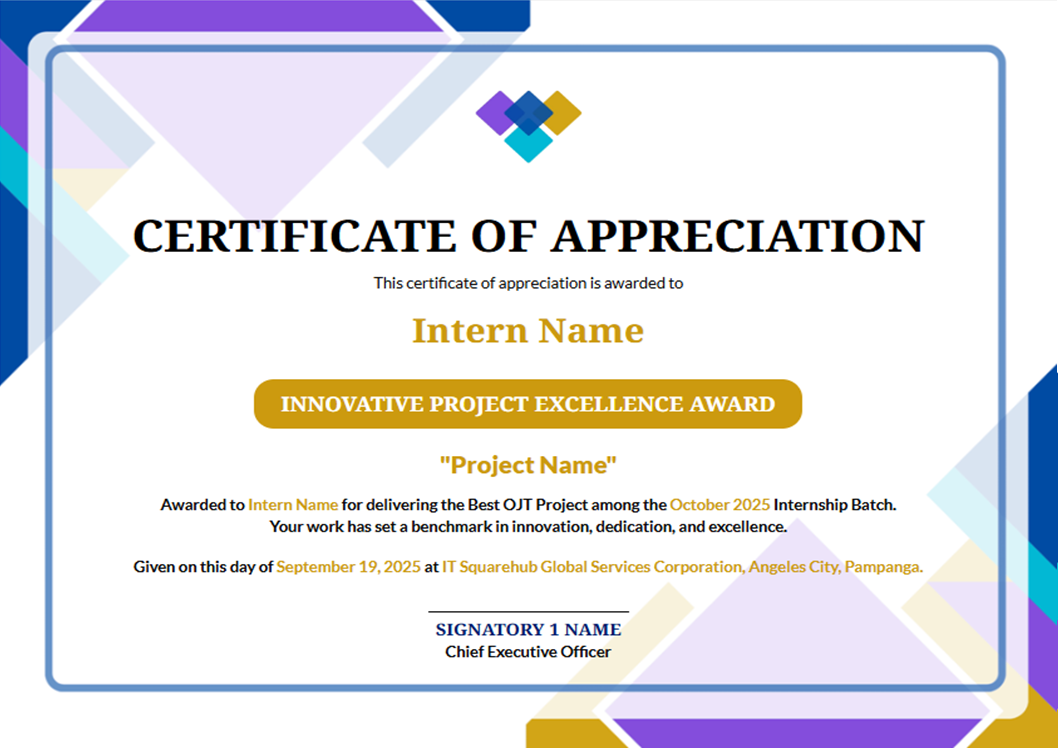 CERTIFICATE OF APPRECIATION
This certificate of appreciation is awarded to
Intern Name
INNOVATIVE PROJECT EXCELLENCE AWARD
"Project Name"
Awarded to Intern Name for delivering the Best OJT Project among the October 2025 Internship Batch.
Your work has set a benchmark in innovation, dedication, and excellence.
Given on this day of September 19, 2025 at IT Squarehub Global Services Corporation, Angeles City, Pampanga.
SIGNATORY 1 NAME
Chief Executive Officer